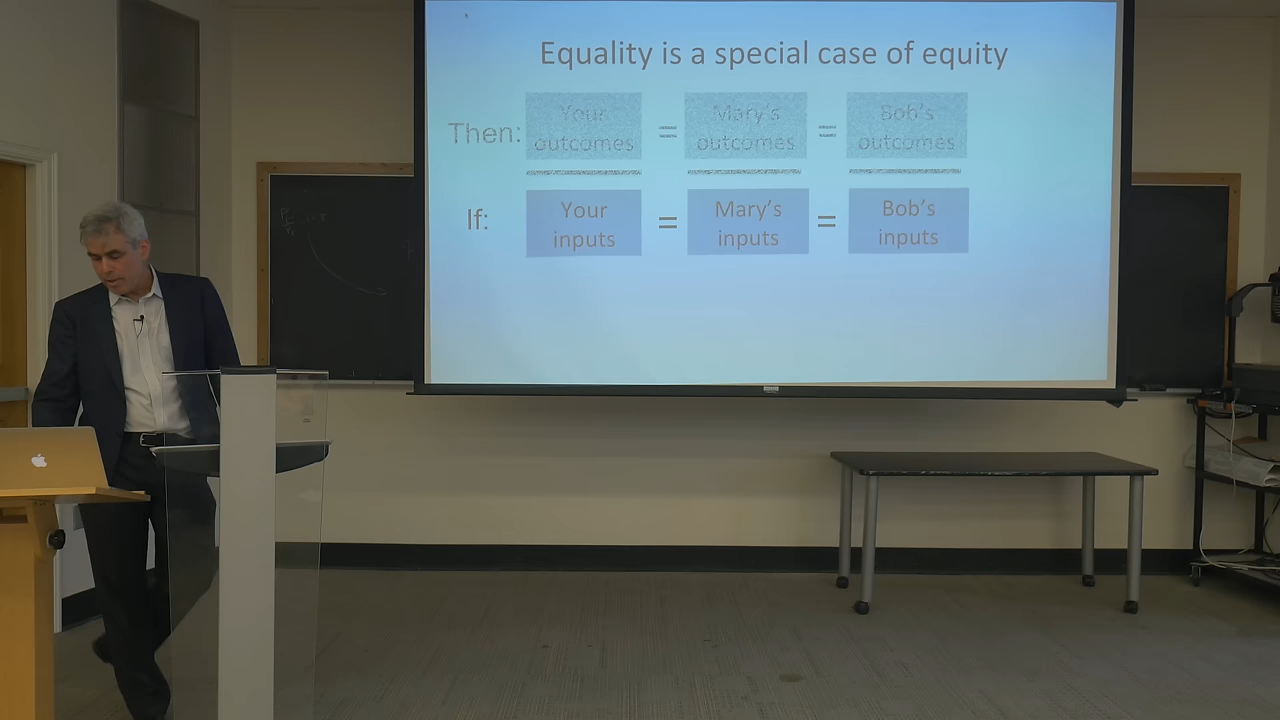 Equality is a special case of equity
Then: Your outcomes = Mary's outcomes = Bob's outcomes
If: Your inputs = Mary's inputs = Bob's inputs